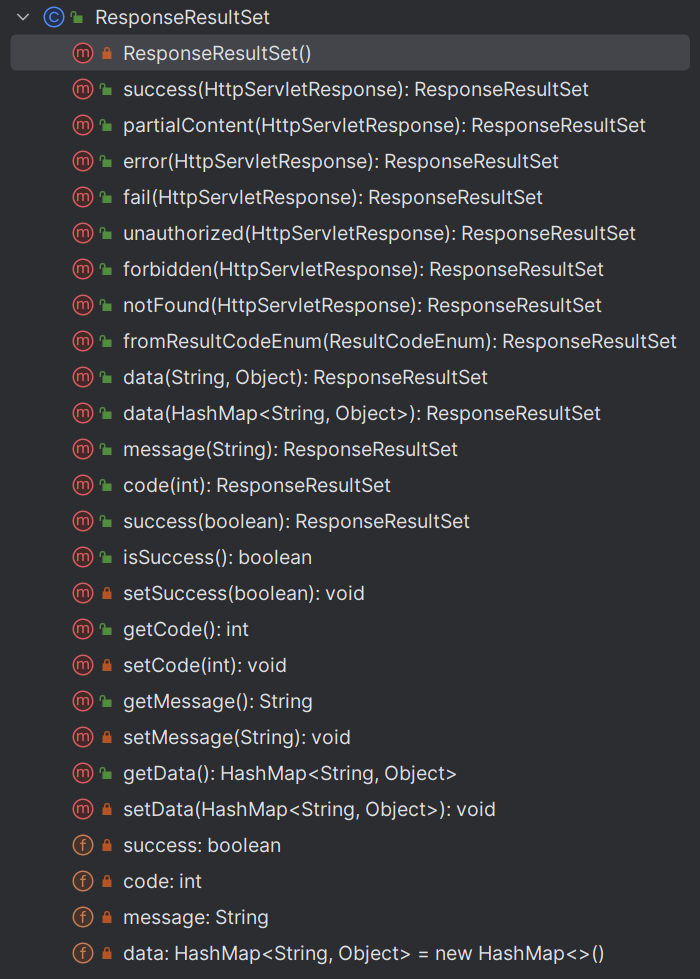 C ResponseResultSet
m ResponseResultSet()
m success(HttpServletResponse): ResponseResultSet
m partialContent(HttpServletResponse): ResponseResultSet
m error(HttpServletResponse): ResponseResultSet
m fail(HttpServletResponse): ResponseResultSet
m unauthorized(HttpServletResponse): ResponseResultSet
m forbidden(HttpServletResponse): ResponseResultSet
m notFound(HttpServletResponse): ResponseResultSet
m fromResultCodeEnum(ResultCodeEnum): ResponseResultSet
m data(String, Object): ResponseResultSet
m data(HashMap<String, Object>): ResponseResultSet
m message(String): ResponseResultSet
m code(int): ResponseResultSet
m success(boolean): ResponseResultSet
m isSuccess(): boolean
m setSuccess(boolean): void
m getCode(): int
m setCode(int): void
m getMessage(): String
m setMessage(String): void
m getData(): HashMap<String, Object>
m setData(HashMap<String, Object>): void
f success: boolean
f code: int
f message: String
f data: HashMap<String, Object> = new HashMap<>()